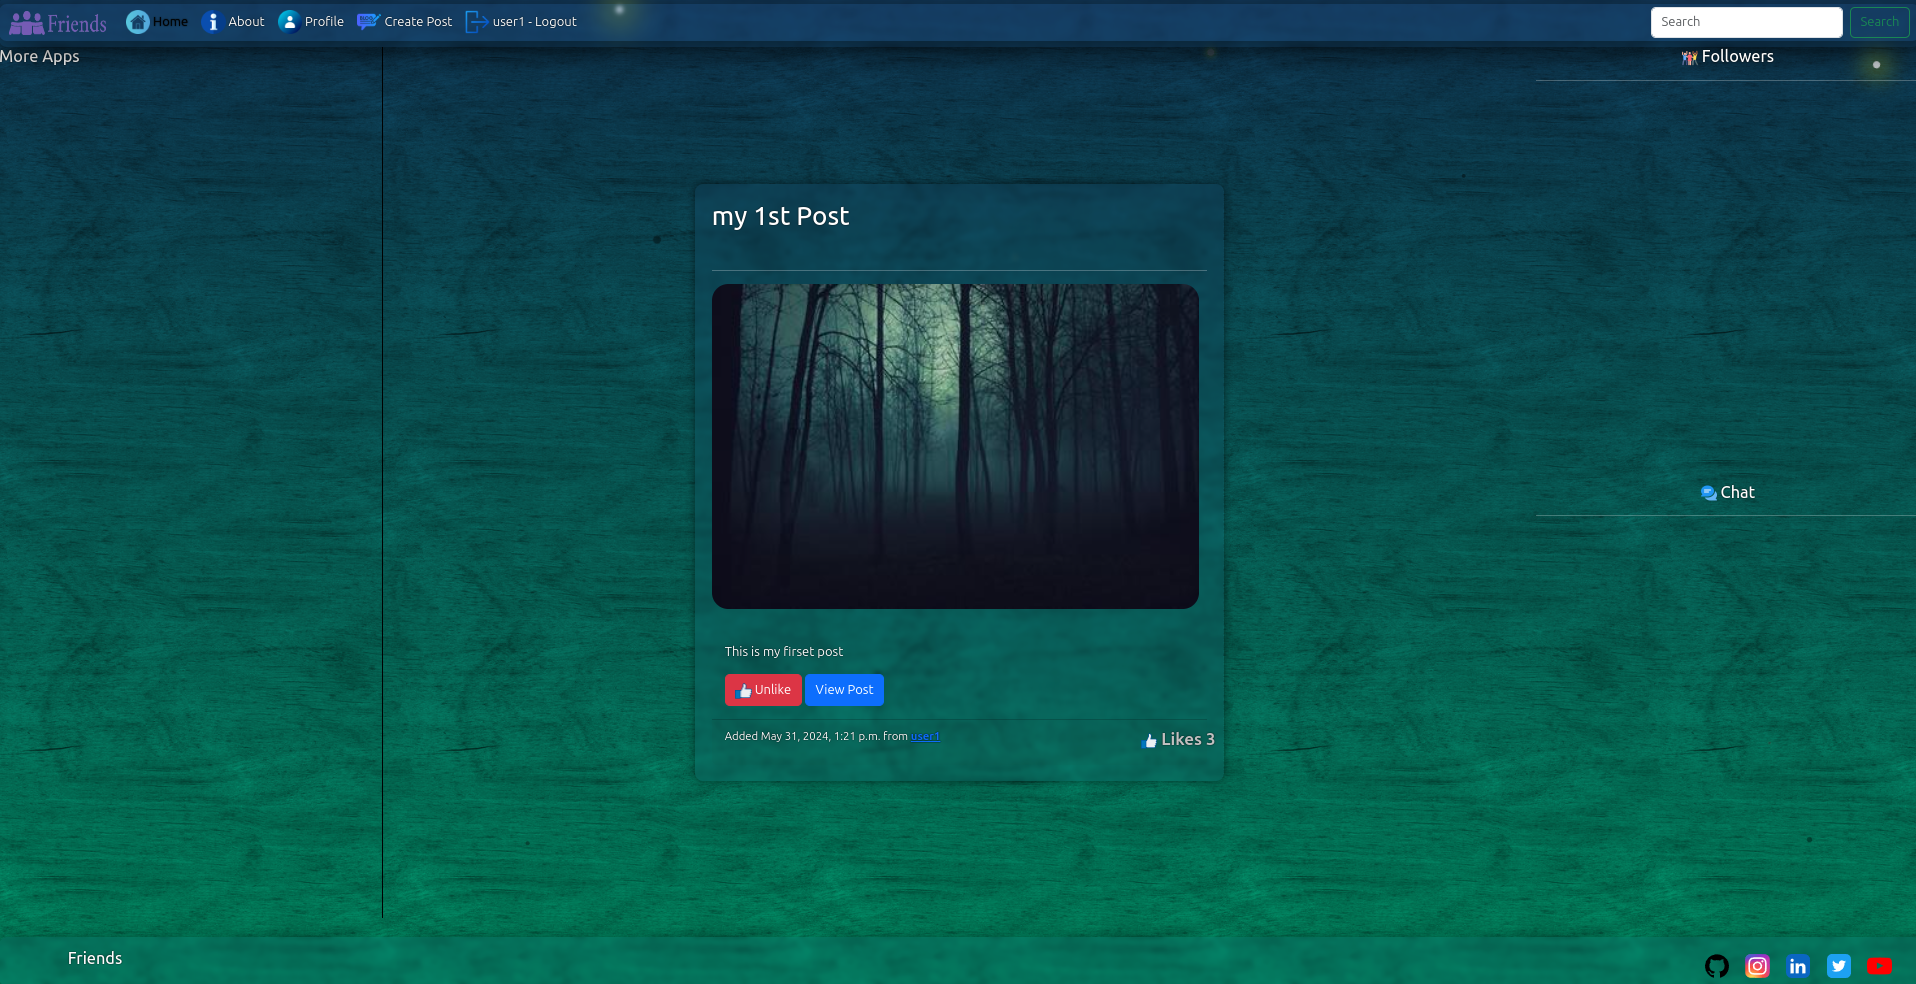 Friends Home About Profile Create Post user1 - Logout Search Search
More Apps
Followers
my 1st Post
Chat
This is my firset post
Unlike View Post
Added May 31, 2024, 1:21 p.m. from user1
Likes 3
Friends